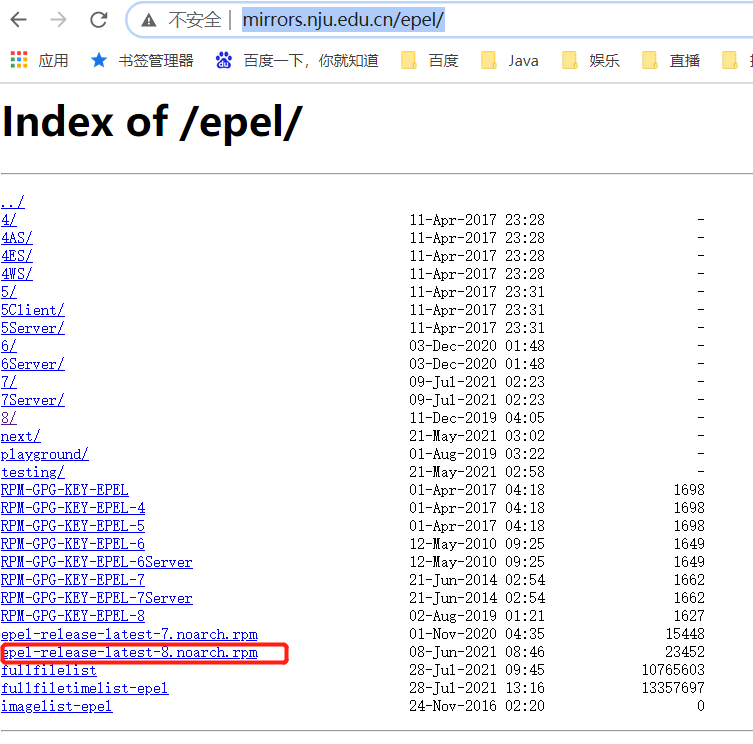 不安全 | mirrors.nju.edu.cn/epel/
应用 书签管理器 百度一下，你就知道 百度 Java 娱乐 直播
Index of /epel/
../
4/ 11-Apr-2017 23:28 -
4AS/ 11-Apr-2017 23:28 -
4ES/ 11-Apr-2017 23:28 -
4WS/ 11-Apr-2017 23:28 -
5/ 11-Apr-2017 23:31 -
5Client/ 11-Apr-2017 23:31 -
5Server/ 11-Apr-2017 23:31 -
6/ 03-Dec-2020 01:48 -
6Server/ 03-Dec-2020 01:48 -
7/ 09-Jul-2021 02:23 -
7Server/ 09-Jul-2021 02:23 -
8/ 11-Dec-2019 04:05 -
next/ 21-May-2021 03:02 -
playground/ 01-Aug-2019 03:22 -
testing/ 21-May-2021 02:58 -
RPM-GPG-KEY-EPEL 01-Apr-2017 04:18 1698
RPM-GPG-KEY-EPEL-4 01-Apr-2017 04:18 1698
RPM-GPG-KEY-EPEL-5 01-Apr-2017 04:18 1698
RPM-GPG-KEY-EPEL-6 12-May-2010 09:25 1649
RPM-GPG-KEY-EPEL-6Server 12-May-2010 09:25 1649
RPM-GPG-KEY-EPEL-7 21-Jun-2014 02:54 1662
RPM-GPG-KEY-EPEL-7Server 21-Jun-2014 02:54 1662
RPM-GPG-KEY-EPEL-8 02-Aug-2019 01:21 1627
epel-release-latest-7.noarch.rpm 01-Nov-2020 04:35 15448
epel-release-latest-8.noarch.rpm 08-Jun-2021 08:46 23452
fullfilelist 28-Jul-2021 09:45 10765603
fullfiletimelist-epel 28-Jul-2021 13:16 13357697
imagelist-epel 24-Nov-2016 02:20 0